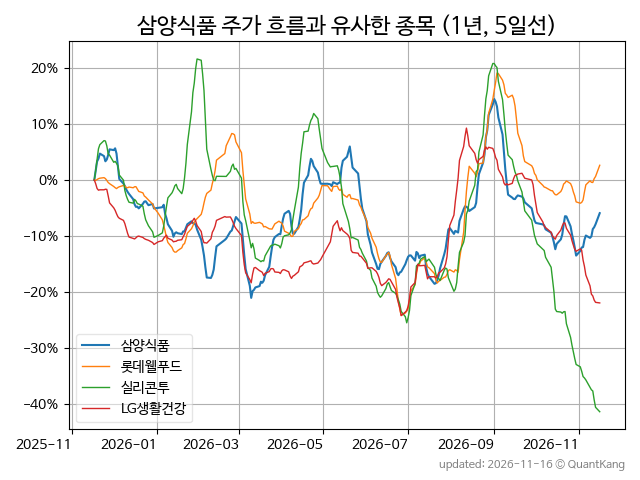 삼양식품 주가 흐름과 유사한 종목 (1년, 5일선)
20%
10%
0%
−10%
−20%
−30%
−40%
삼양식품
롯데웰푸드
실리콘투
LG생활건강
2025-11
2026-01
2026-03
2026-05
2026-07
2026-09
2026-11
updated: 2026-11-16 © QuantKang